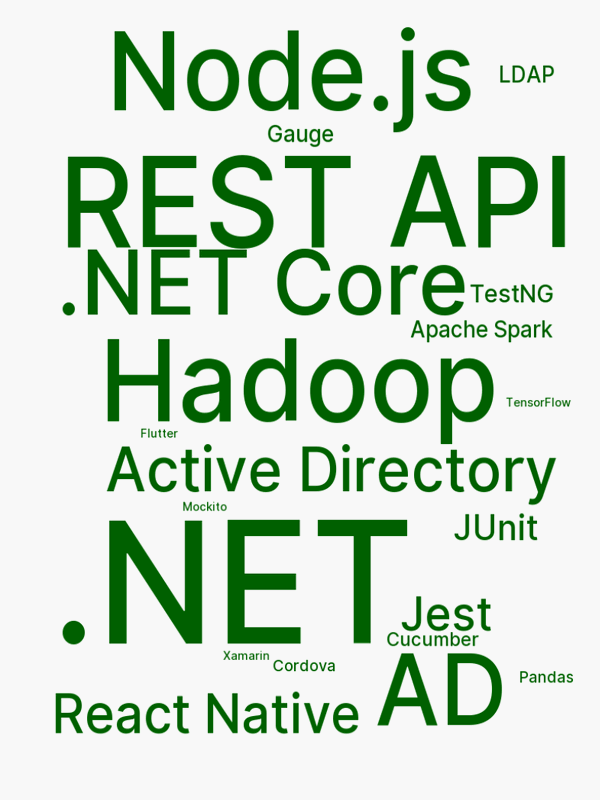 Node.js
LDAP
Gauge
REST API
.NET Core
TestNG
Apache Spark
Hadoop
TensorFlow
Flutter
Active Directory
Mockito
.NET
JUnit
Jest
Cucumber
Xamarin
Cordova
AD
Pandas
React Native